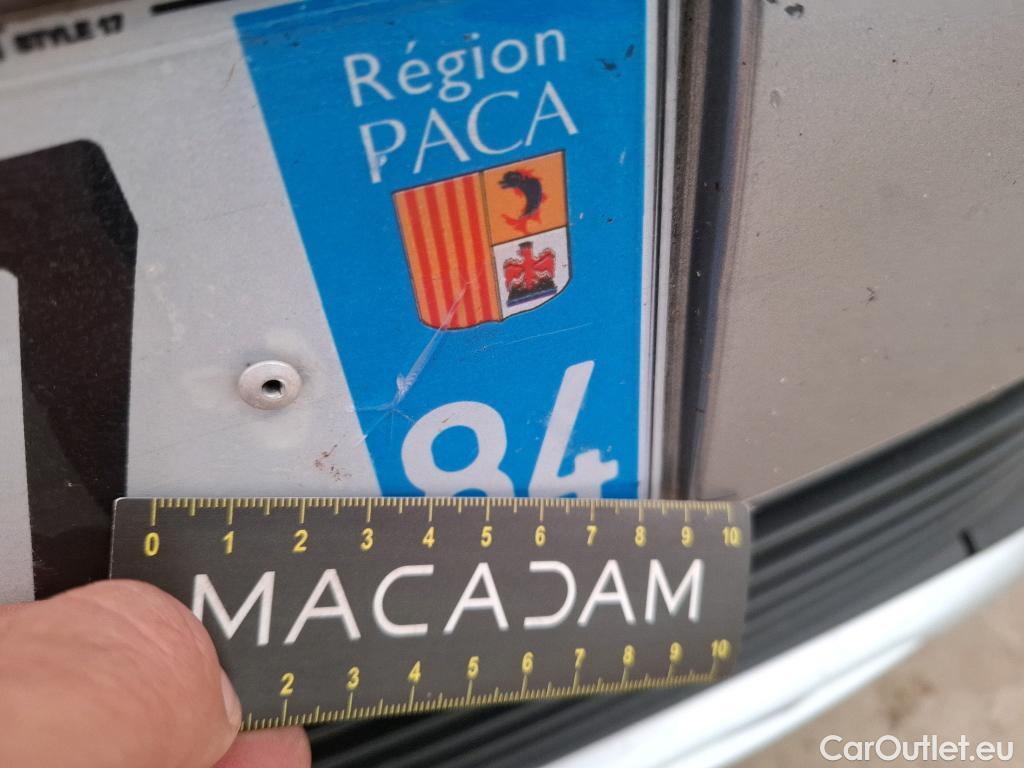 STYLE 17
Région
PACA
84
0 1 2 3 4 5 6 7 8 9 10
MACADAM
2 3 4 5 6 7 8 9 10
CarOutlet.eu